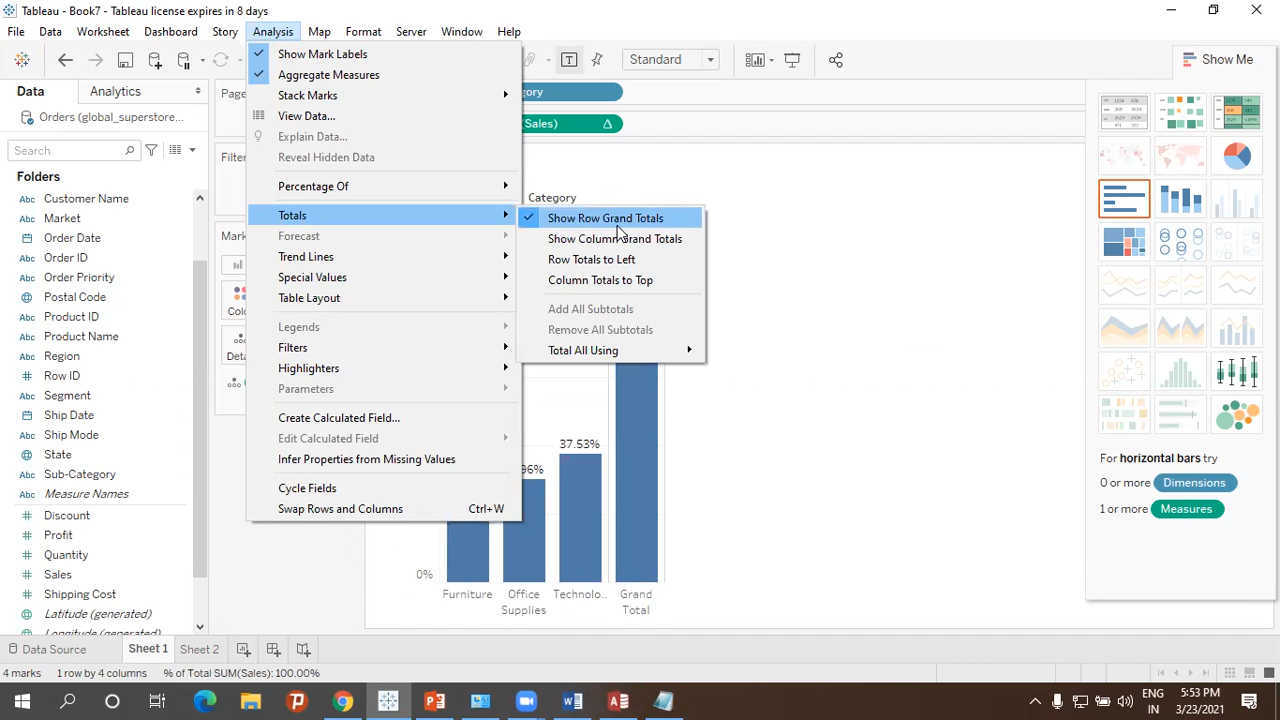 Tableau - Book7 - Tableau license expires in 8 days
File Data Worksheet Dashboard Story Analysis Map Format Server Window Help
Standard
Show Me
Data Analytics
Orders (global_superstore...
Search
Folders
Customer Name
Market
Order Date
Order ID
Order Priority
Postal Code
Product ID
Product Name
Region
Row ID
Segment
Ship Date
Ship Mode
State
Sub-Category
Measure Names
Discount
Profit
Quantity
Sales
Shipping Cost
Latitude (generated)
Longitude (generated)
Show Mark Labels
Aggregate Measures
Stack Marks
View Data...
Explain Data...
Reveal Hidden Data
Percentage Of
Totals
Forecast
Trend Lines
Special Values
Table Layout
Legends
Filters
Highlighters
Parameters
Create Calculated Field...
Edit Calculated Field
Infer Properties from Missing Values
Cycle Fields
Swap Rows and Columns Ctrl+W
Show Row Grand Totals
Show Column Grand Totals
Row Totals to Left
Column Totals to Top
Add All Subtotals
Remove All Subtotals
Total All Using
Category
37.53%
96%
0%
Furniture
Office
Supplies
Technolo..
Grand
Total
For horizontal bars try
0 or more Dimensions
1 or more Measures
Data Source Sheet 1 Sheet 2
4 marks 1 row by 4 columns % of Total SUM(Sales): 100.00%
ENG
IN
5:53 PM
3/23/2021